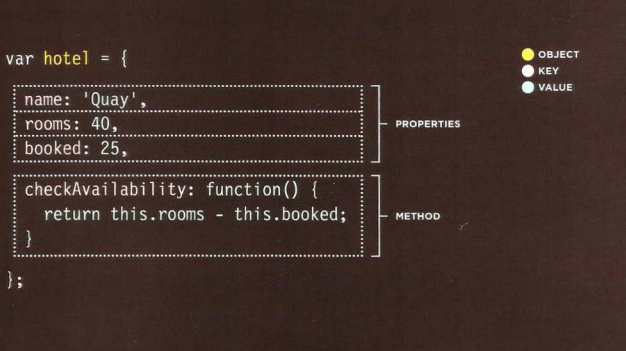 var hotel = {
OBJECT
KEY
VALUE
name: 'Quay',
rooms: 40,
booked: 25,
PROPERTIES
checkAvailability: function() {
return this.rooms - this.booked;
}
METHOD
};